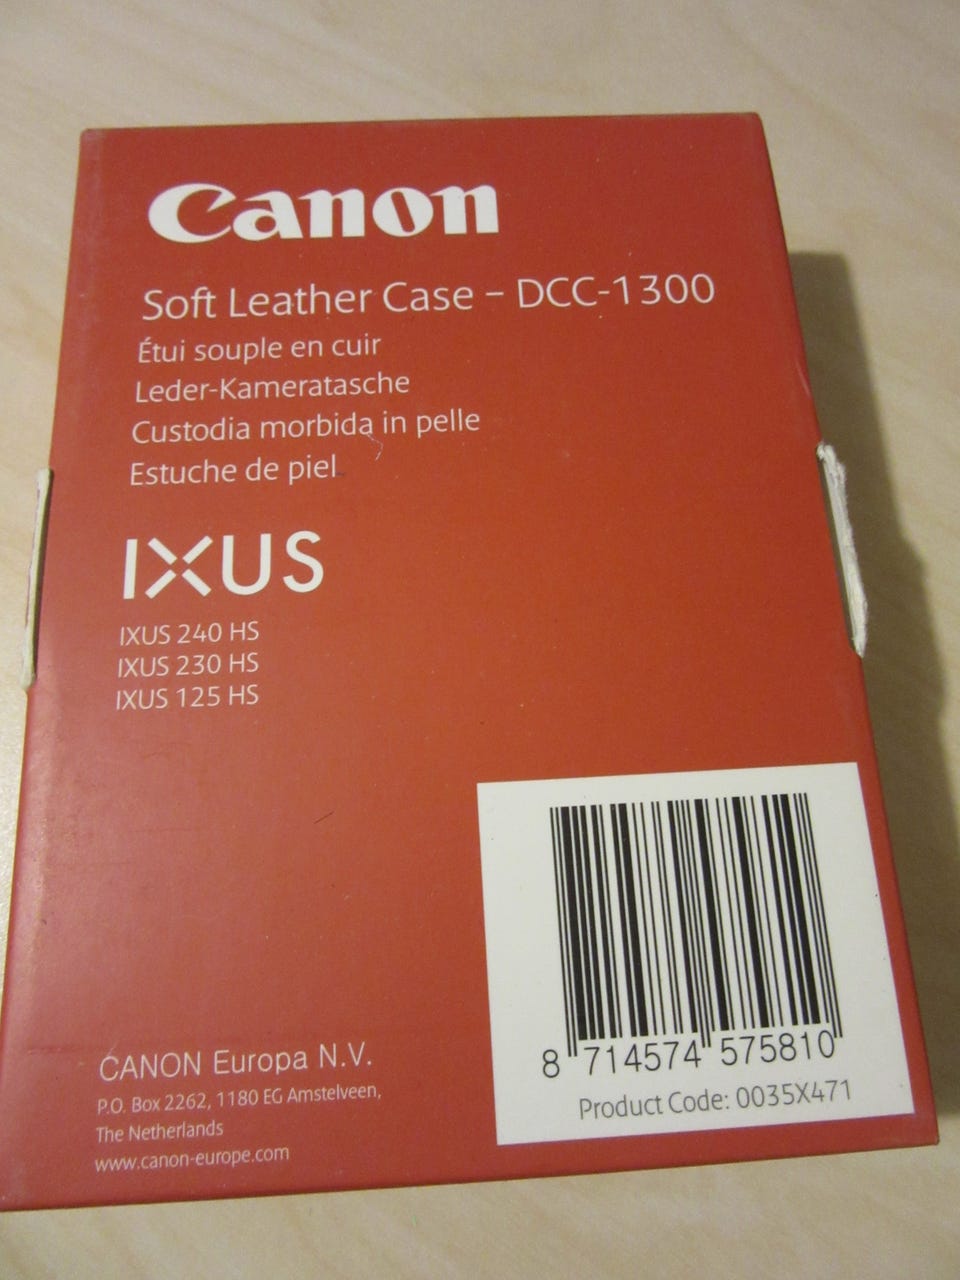 Canon
Soft Leather Case – DCC-1300
Étui souple en cuir
Leder-Kameratasche
Custodia morbida in pelle
Estuche de piel
IXUS
IXUS 240 HS
IXUS 230 HS
IXUS 125 HS
8 714574 575810
Product Code: 0035X471
CANON Europa N.V.
P.O. Box 2262, 1180 EG Amstelveen,
The Netherlands
www.canon-europe.com